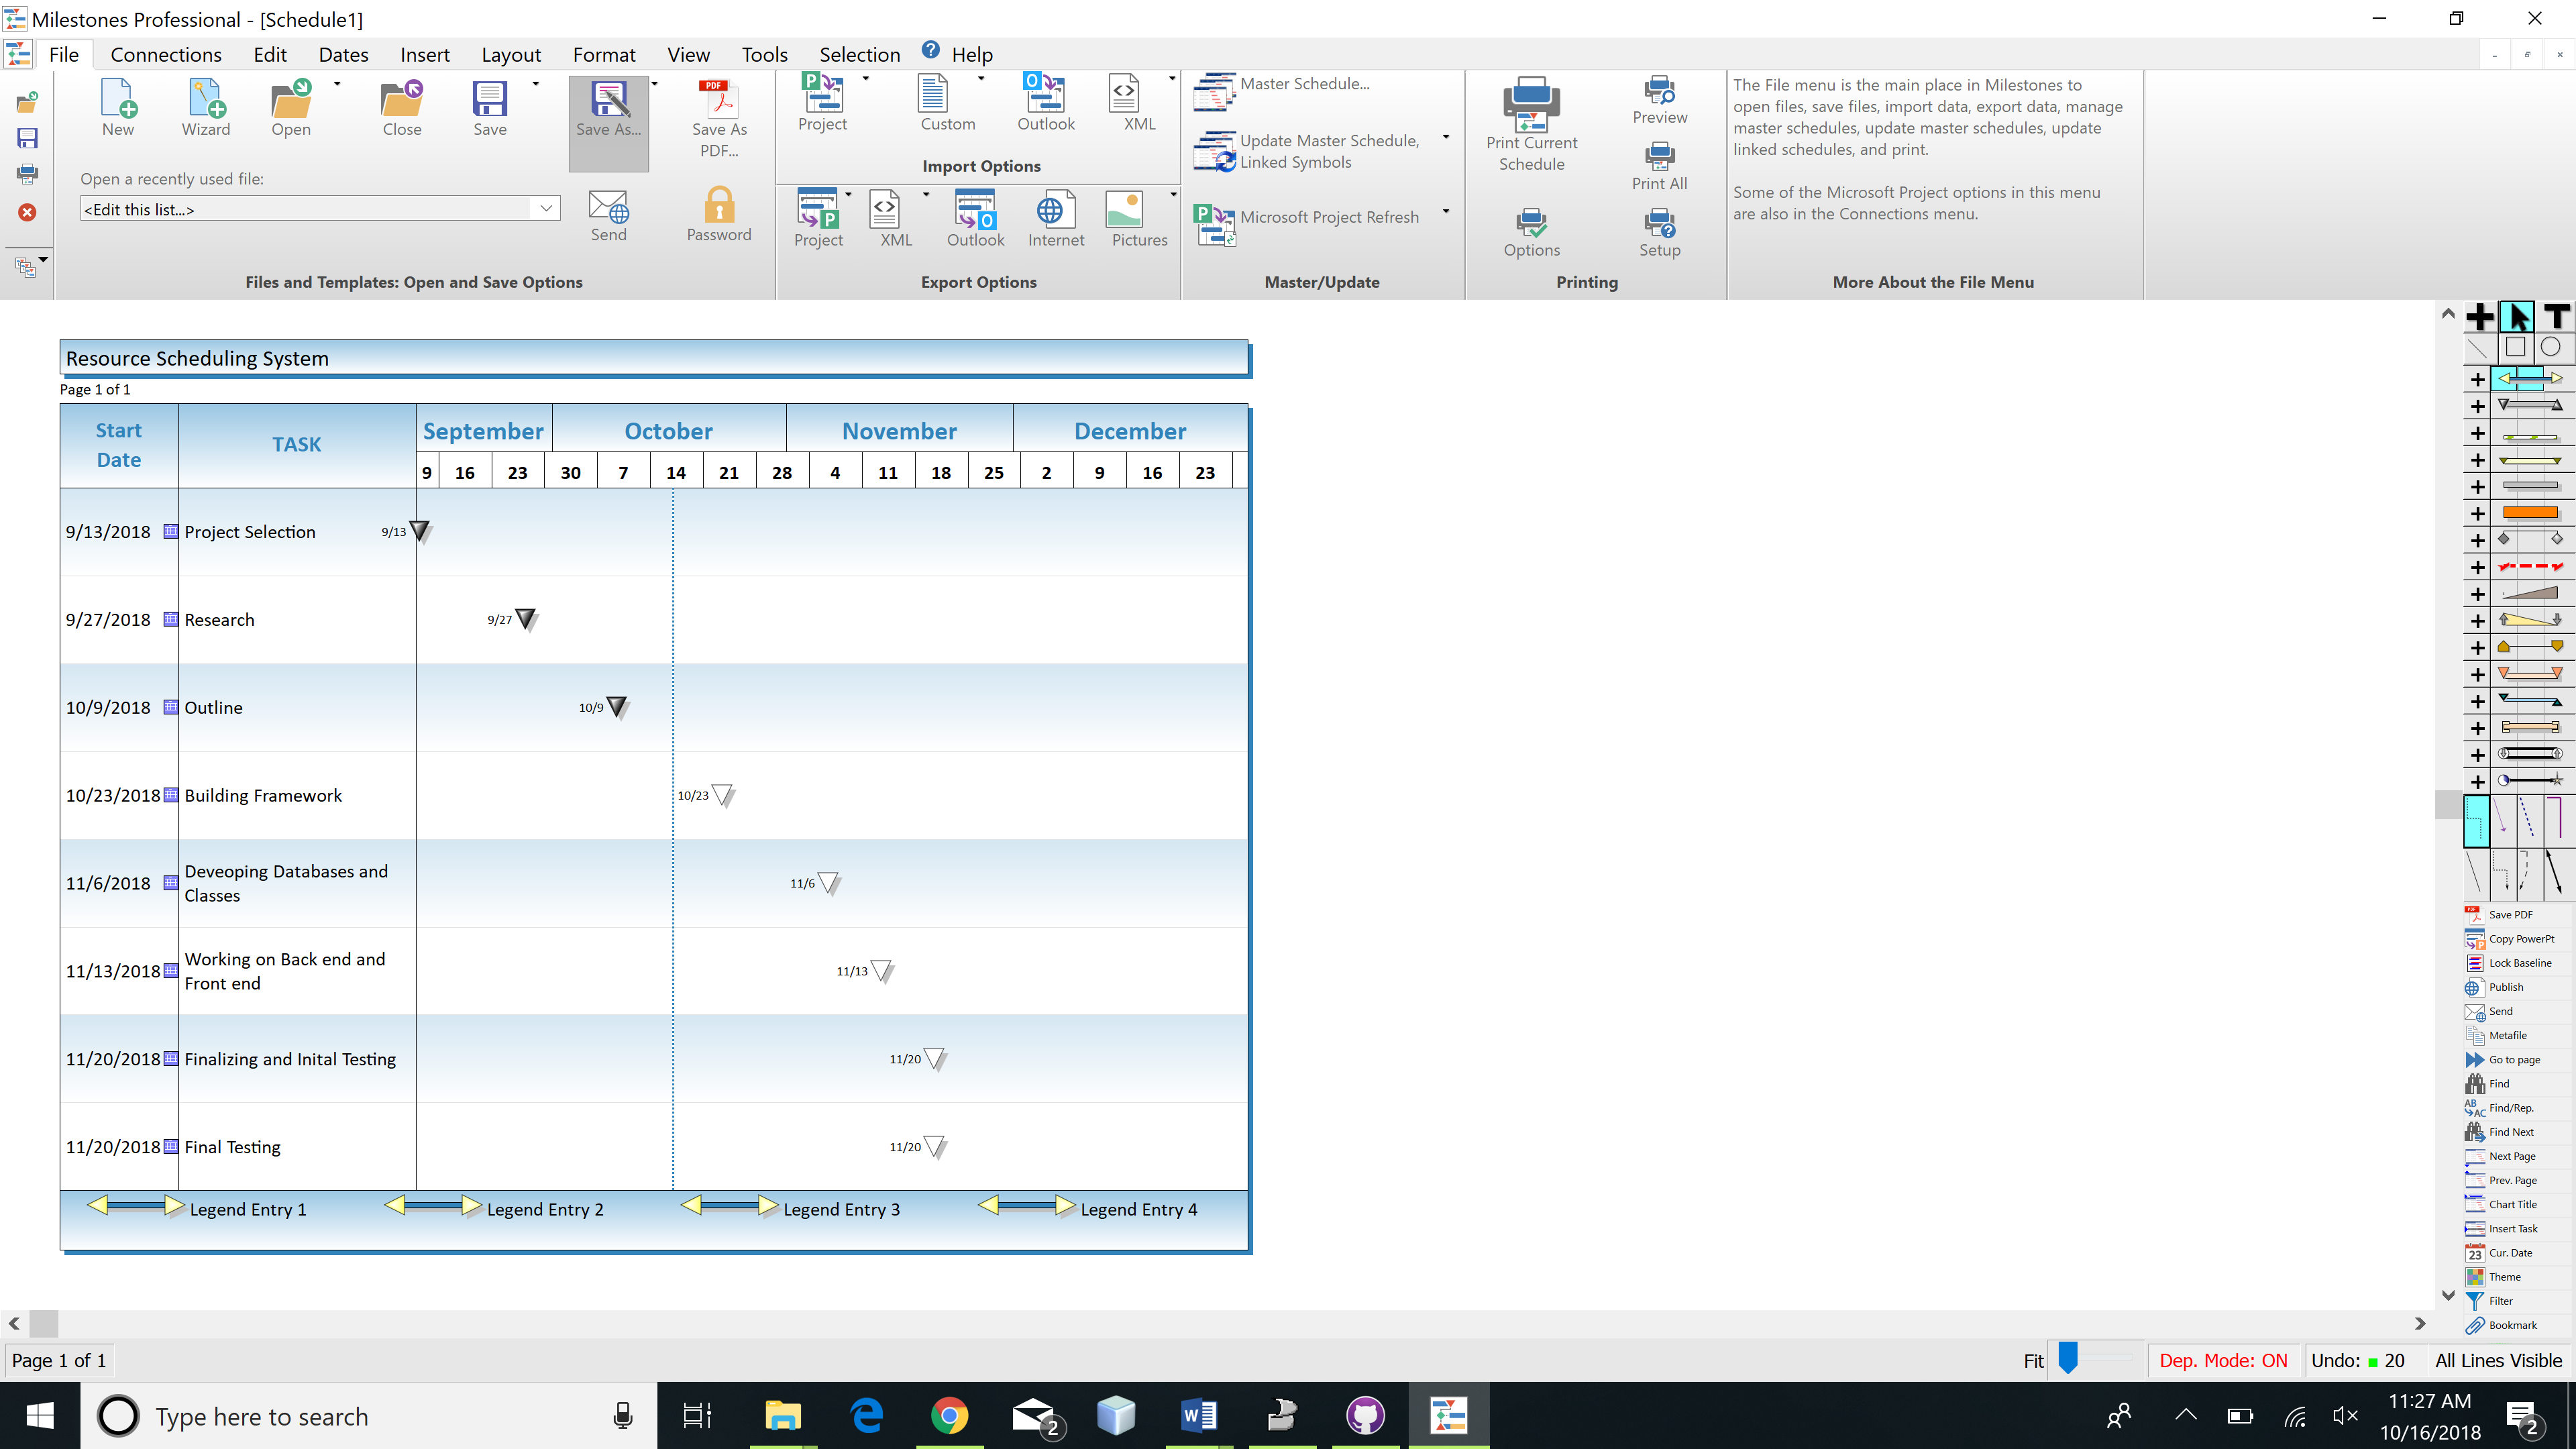 Milestones Professional - [Schedule1]
File Connections Edit Dates Insert Layout Format View Tools Selection Help
New Wizard Open Close Save Save As... Save As PDF...
Open a recently used file:
<Edit this list...>
Send Password
Files and Templates: Open and Save Options
Project Custom Outlook XML
Import Options
Project XML Outlook Internet Pictures
Export Options
Master Schedule...
Update Master Schedule,
Linked Symbols
Microsoft Project Refresh
Master/Update
Print Current
Schedule
Preview
Print All
Options Setup
Printing
The File menu is the main place in Milestones to
open files, save files, import data, export data, manage
master schedules, update master schedules, update
linked schedules, and print.
Some of the Microsoft Project options in this menu
are also in the Connections menu.
More About the File Menu
Resource Scheduling System
Page 1 of 1
Start
Date
TASK
September October November December
9 16 23 30 7 14 21 28 4 11 18 25 2 9 16 23
9/13/2018 Project Selection 9/13
9/27/2018 Research 9/27
10/9/2018 Outline 10/9
10/23/2018 Building Framework 10/23
11/6/2018 Deveoping Databases and
Classes 11/6
11/13/2018 Working on Back end and
Front end 11/13
11/20/2018 Finalizing and Inital Testing 11/20
11/20/2018 Final Testing 11/20
Legend Entry 1 Legend Entry 2 Legend Entry 3 Legend Entry 4
Save PDF
Copy PowerPt
Lock Baseline
Publish
Send
Metafile
Go to page
Find
Find/Rep.
Find Next
Next Page
Prev. Page
Chart Title
Insert Task
Cur. Date
Theme
Filter
Bookmark
Page 1 of 1
Fit
Dep. Mode: ON
Undo: 20
All Lines Visible
Type here to search
2
11:27 AM
10/16/2018
2